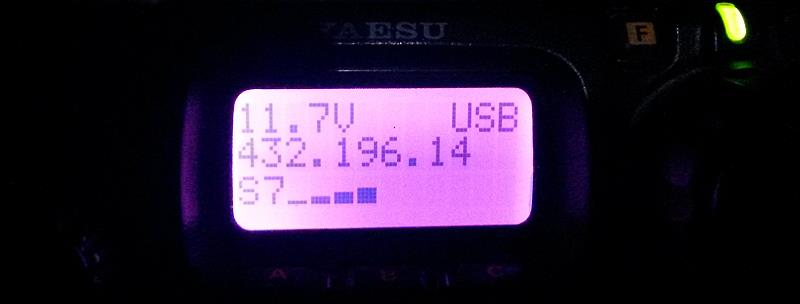 YAESU
F
11.7V USB
432.196.14
S7
A B C